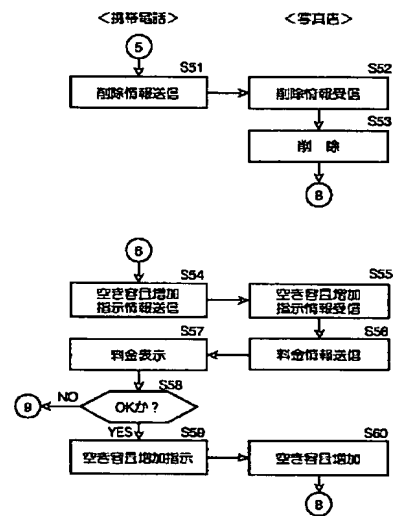 ＜携帯電話＞
＜写真店＞
5
S51
削除情報送信
S52
削除情報受信
S53
削 除
8
6
S54
空き容量増加
指示情報送信
S55
空き容量増加
指示情報受信
S57
料金表示
S56
料金情報送信
S58
OKか？
NO
9
YES
S59
空き容量増加指示
S60
空き容量増加
8